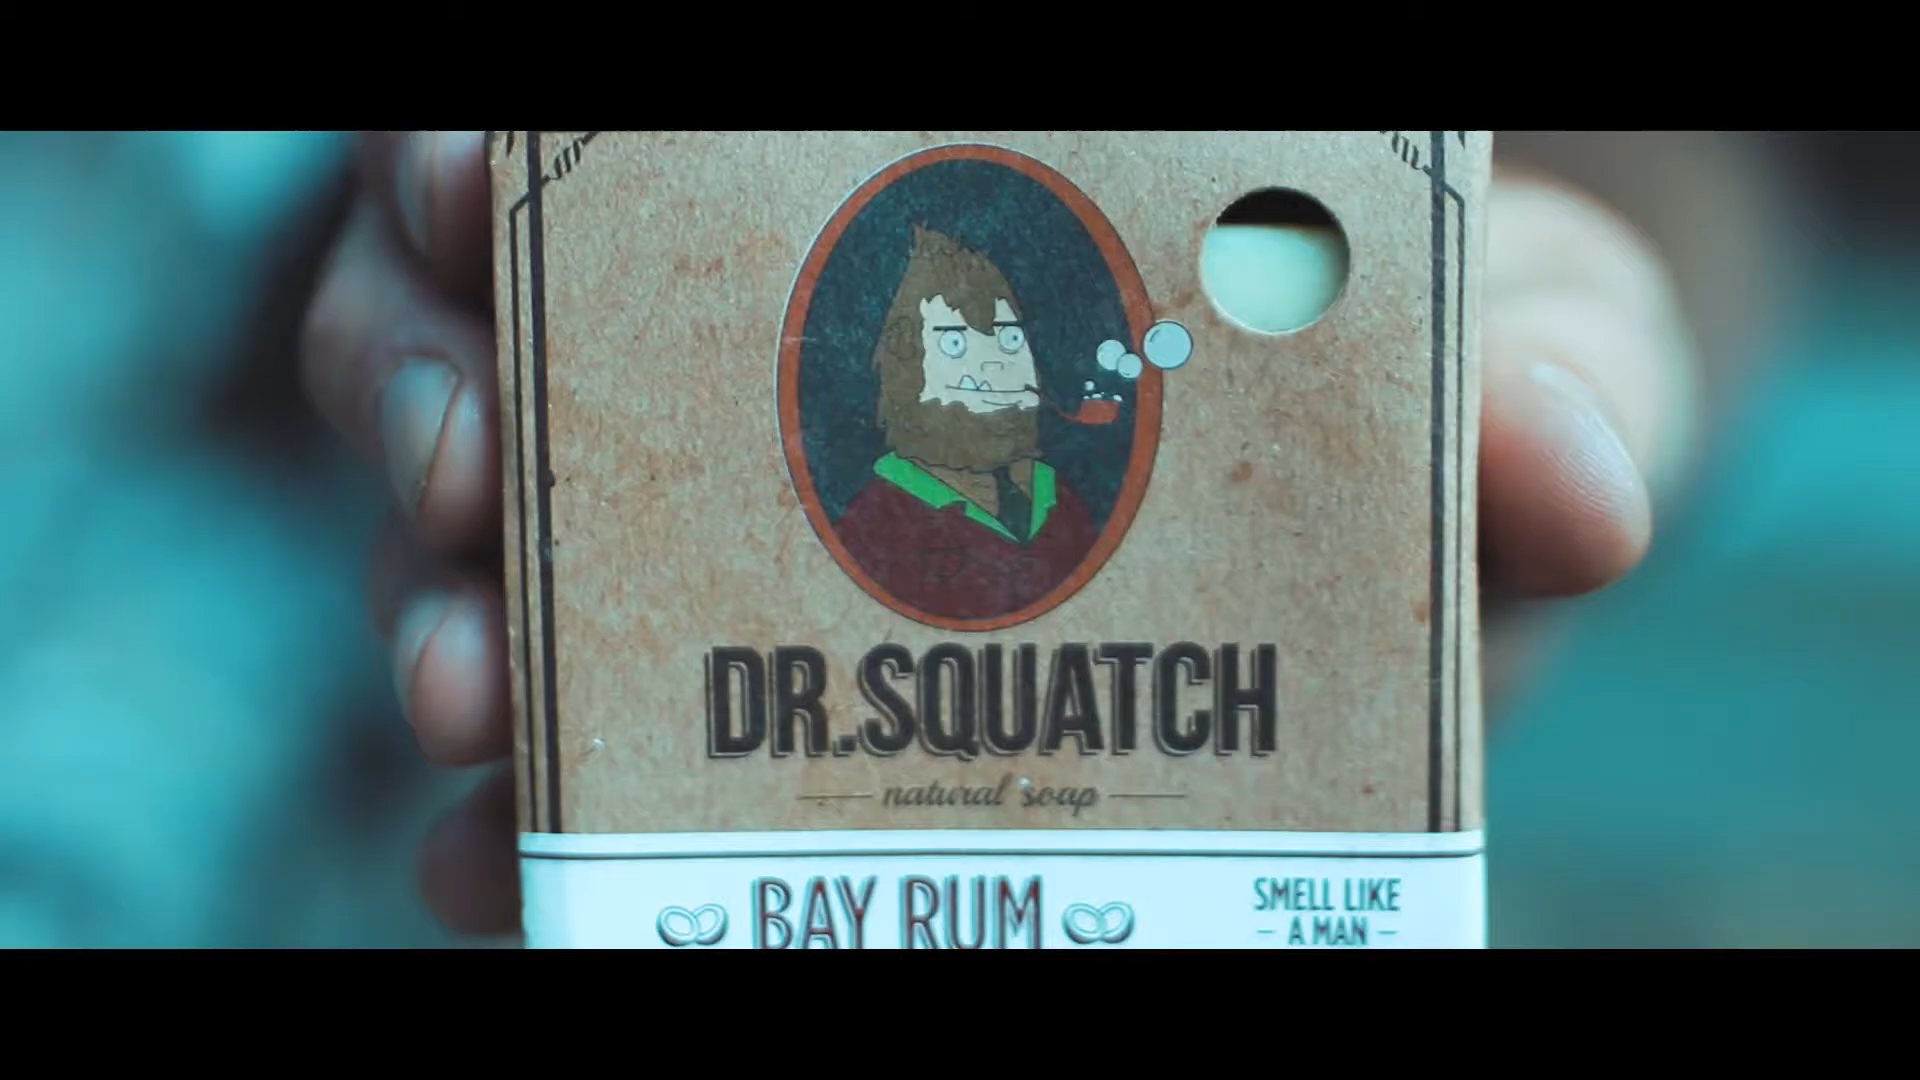 DR.SQUATCH
natural soap
BAY RUM
SMELL LIKE
– A MAN –